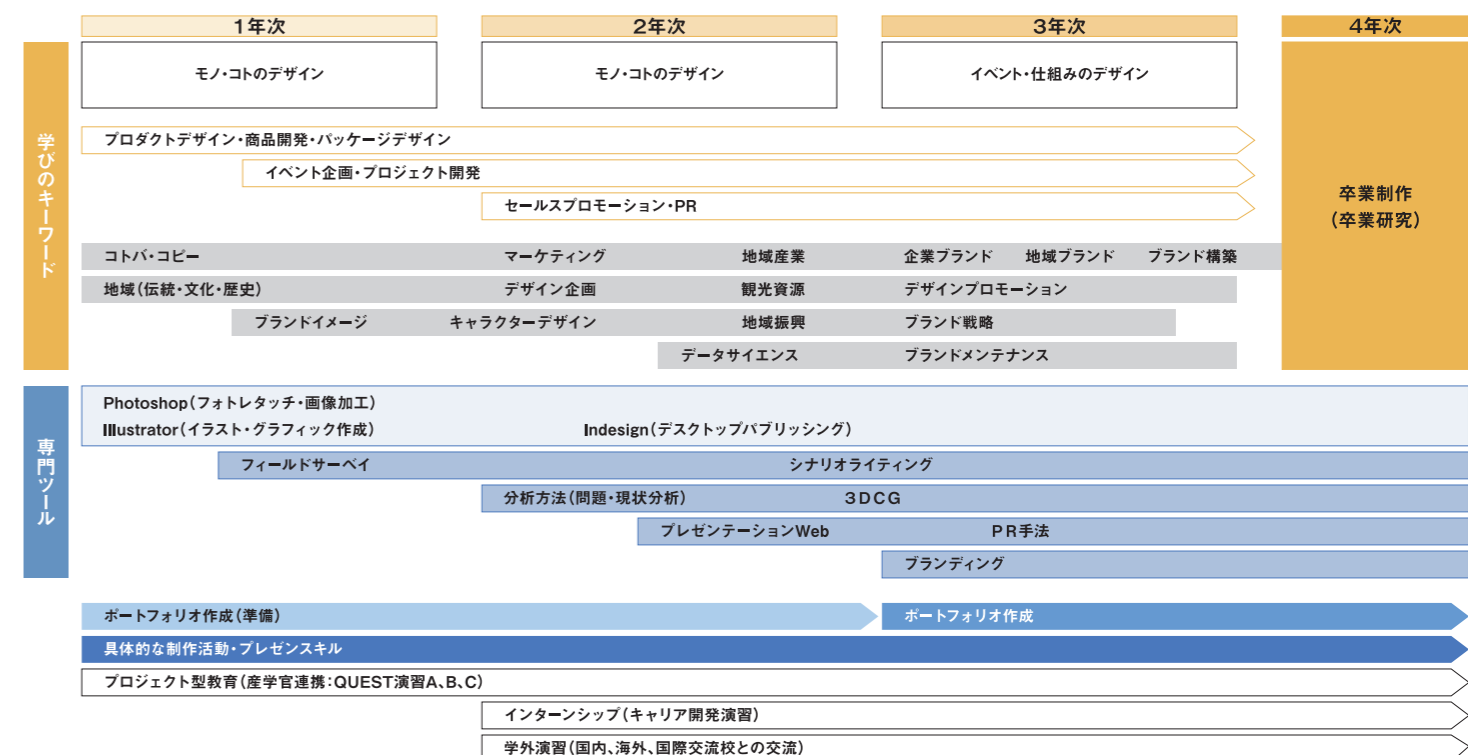 1年次 2年次 3年次 4年次
モノ・コトのデザイン モノ・コトのデザイン イベント・仕組みのデザイン
学びのキーワード
プロダクトデザイン・商品開発・パッケージデザイン
イベント企画・プロジェクト開発
セールスプロモーション・PR
卒業制作
(卒業研究)
コトバ・コピー マーケティング 地域産業 企業ブランド 地域ブランド ブランド構築
地域(伝統・文化・歴史) デザイン企画 観光資源 デザインプロモーション
ブランドイメージ キャラクターデザイン 地域振興 ブランド戦略
データサイエンス ブランドメンテナンス
専門ツール
Photoshop(フォトレタッチ・画像加工)
Illustrator(イラスト・グラフィック作成) Indesign(デスクトップパブリッシング)
フィールドサーベイ シナリオライティング
分析方法(問題・現状分析) 3DCG
プレゼンテーションWeb PR手法
ブランディング
ポートフォリオ作成(準備) ポートフォリオ作成
具体的な制作活動・プレゼンスキル
プロジェクト型教育(産学官連携:QUEST演習A、B、C)
インターンシップ(キャリア開発演習)
学外演習(国内、海外、国際交流校との交流)